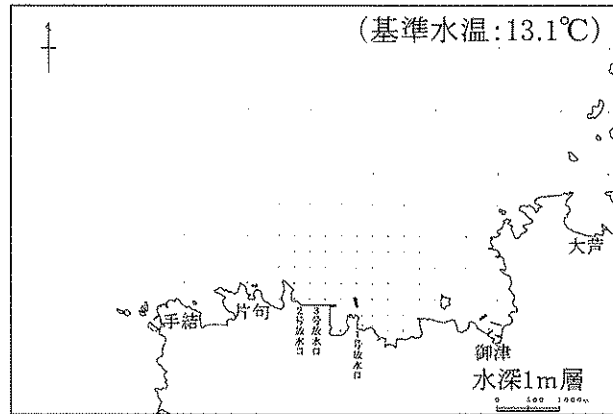 (基準水温:13.1℃)
大芦
手結
片句
2号放水口
3号放水口
1号放水口
御津
水深1m層
0 500 1000m